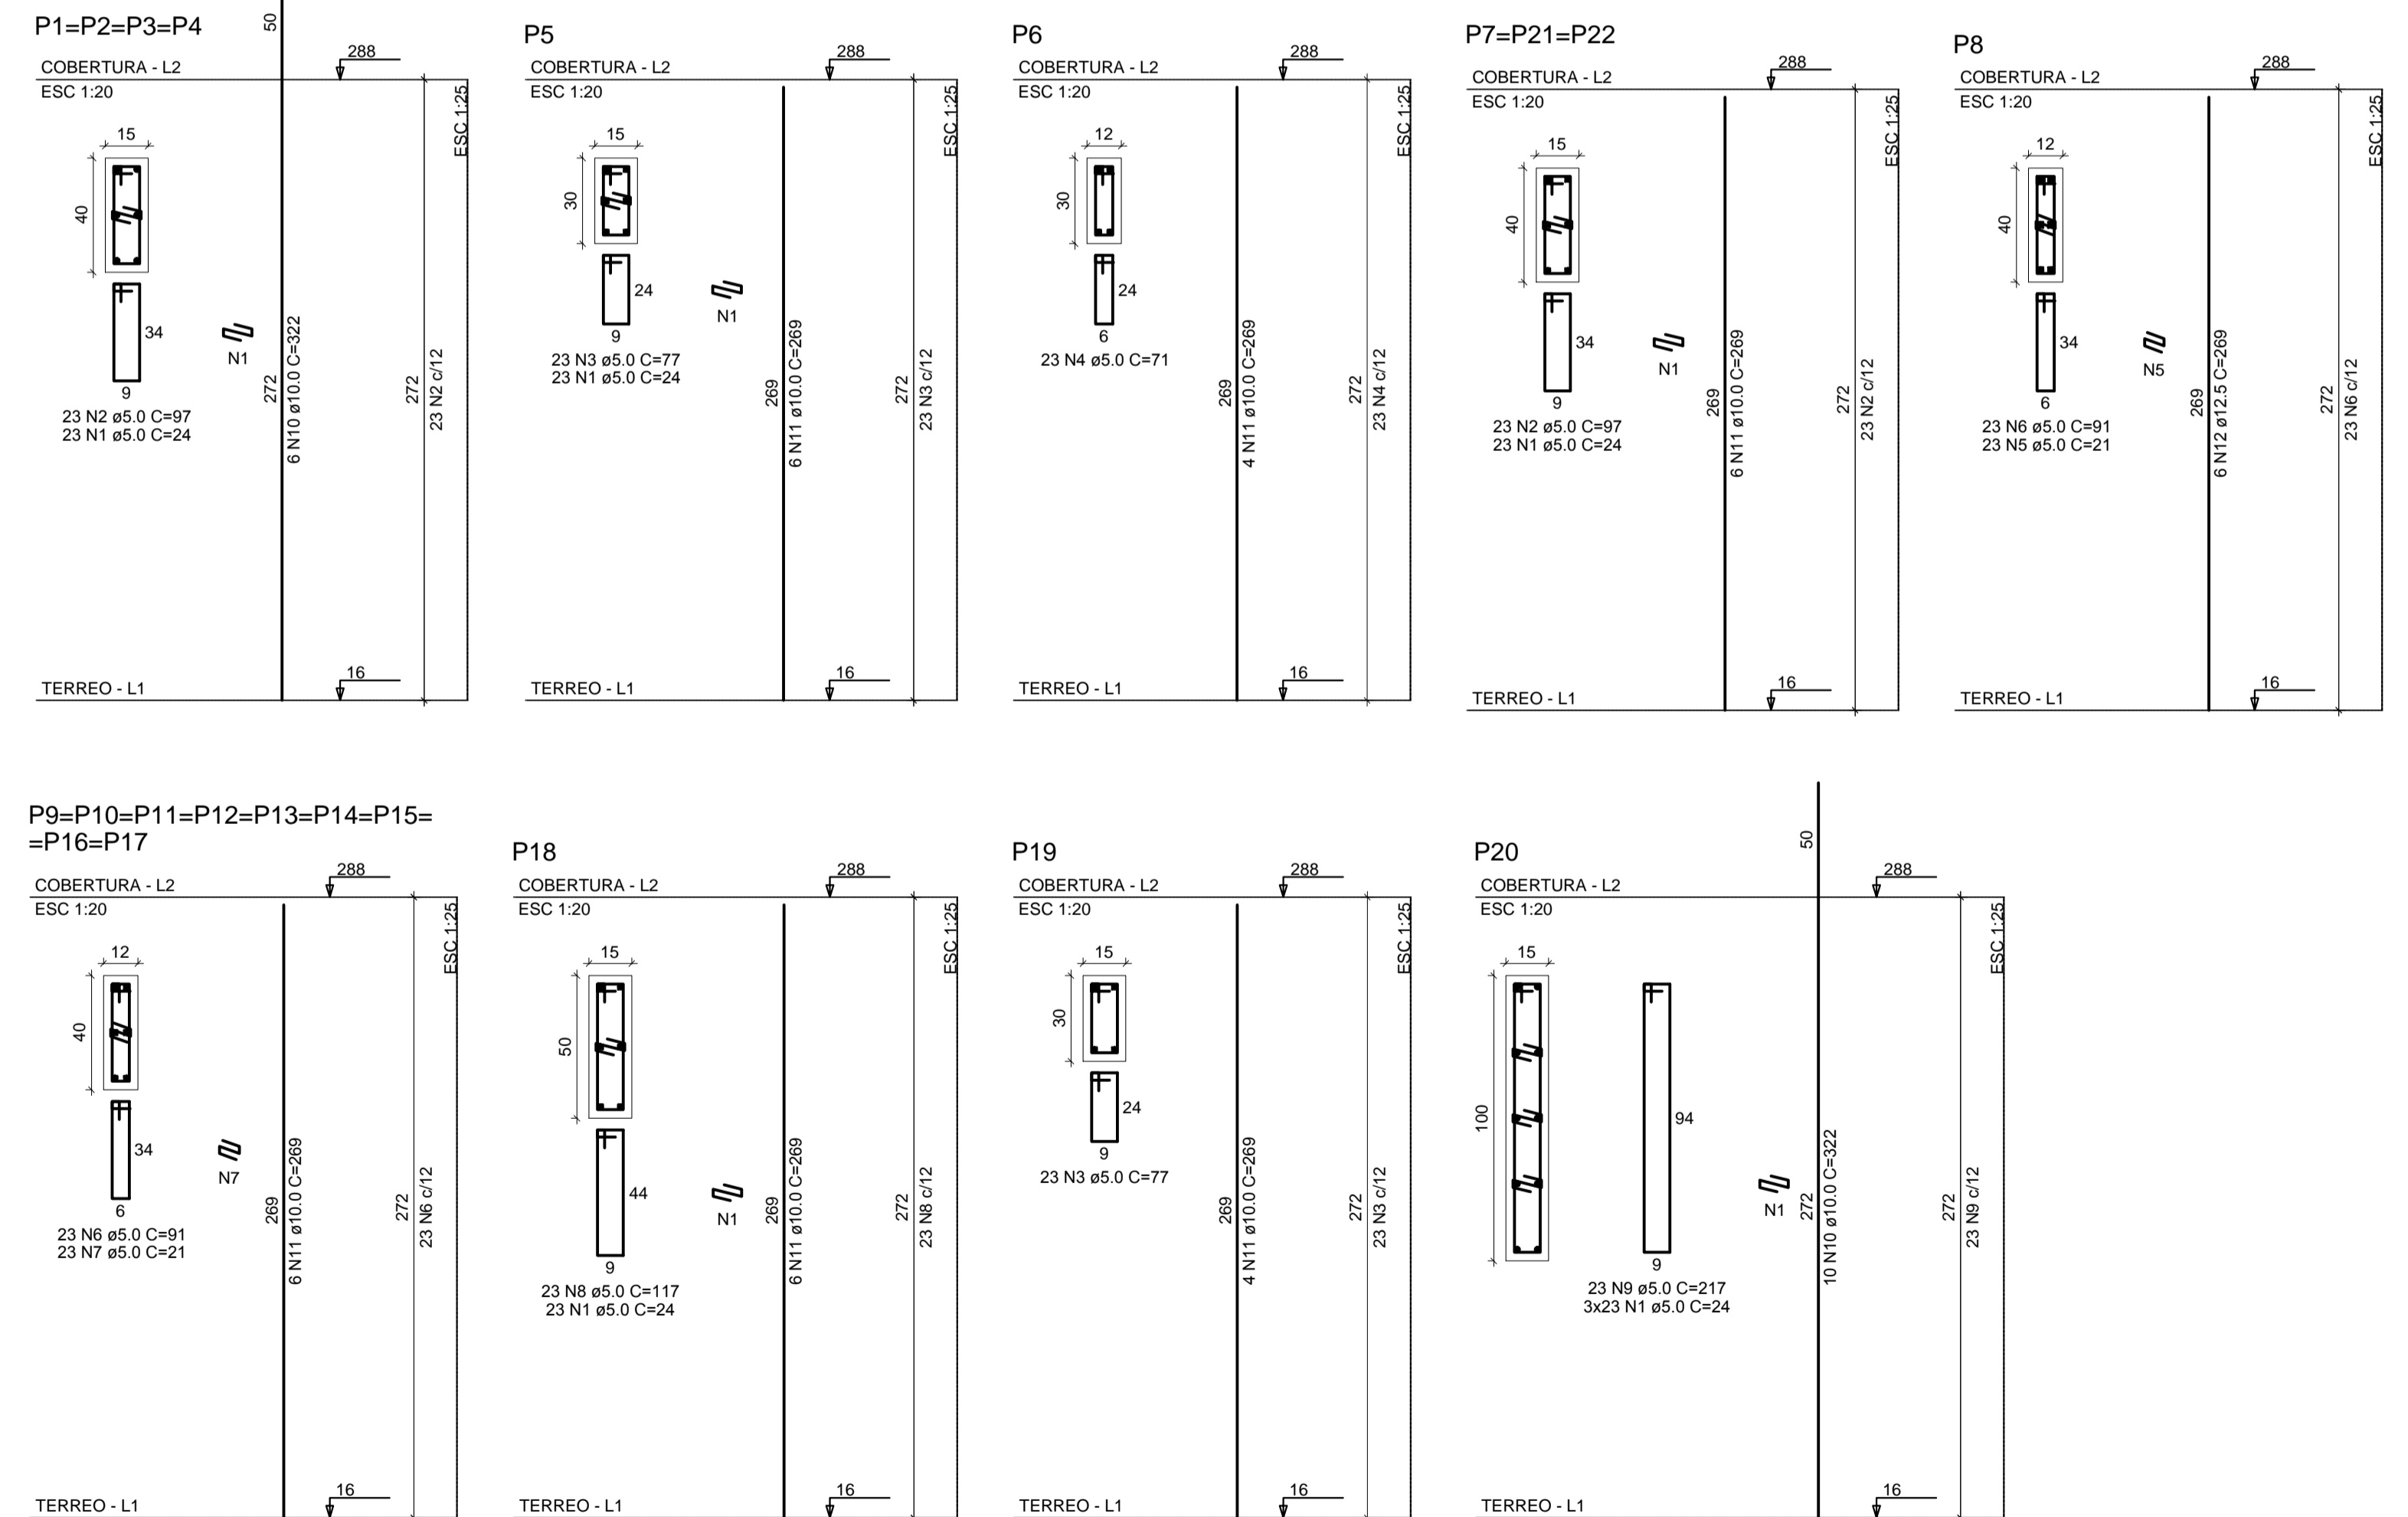 P1=P2=P3=P4
50
288
COBERTURA - L2
ESC 1:20
ESC 1:25
15
40
34
9
N1
23 N2 ø5.0 C=97
23 N1 ø5.0 C=24
272
6 N10 ø10.0 C=322
272
23 N2 c/12
16
TERREO - L1
P5
288
COBERTURA - L2
ESC 1:20
ESC 1:25
15
30
24
9
N1
23 N3 ø5.0 C=77
23 N1 ø5.0 C=24
269
6 N11 ø10.0 C=269
272
23 N3 c/12
16
TERREO - L1
P6
288
COBERTURA - L2
ESC 1:20
ESC 1:25
12
30
24
6
23 N4 ø5.0 C=71
269
4 N11 ø10.0 C=269
272
23 N4 c/12
16
TERREO - L1
P7=P21=P22
288
COBERTURA - L2
ESC 1:20
ESC 1:25
15
40
34
9
N1
23 N2 ø5.0 C=97
23 N1 ø5.0 C=24
269
6 N11 ø10.0 C=269
272
23 N2 c/12
16
TERREO - L1
P8
288
COBERTURA - L2
ESC 1:20
ESC 1:25
12
40
34
6
N5
23 N6 ø5.0 C=91
23 N5 ø5.0 C=21
269
6 N12 ø12.5 C=269
272
23 N6 c/12
16
TERREO - L1
P9=P10=P11=P12=P13=P14=P15=
=P16=P17
288
COBERTURA - L2
ESC 1:20
ESC 1:25
12
40
34
6
N7
23 N6 ø5.0 C=91
23 N7 ø5.0 C=21
269
6 N11 ø10.0 C=269
272
23 N6 c/12
16
TERREO - L1
P18
288
COBERTURA - L2
ESC 1:20
ESC 1:25
15
50
44
9
N1
23 N8 ø5.0 C=117
23 N1 ø5.0 C=24
269
6 N11 ø10.0 C=269
272
23 N8 c/12
16
TERREO - L1
P19
288
COBERTURA - L2
ESC 1:20
ESC 1:25
15
30
24
9
23 N3 ø5.0 C=77
269
4 N11 ø10.0 C=269
272
23 N3 c/12
16
TERREO - L1
P20
50
288
COBERTURA - L2
ESC 1:20
ESC 1:25
15
100
94
9
N1
23 N9 ø5.0 C=217
3x23 N1 ø5.0 C=24
272
10 N10 ø10.0 C=322
272
23 N9 c/12
16
TERREO - L1